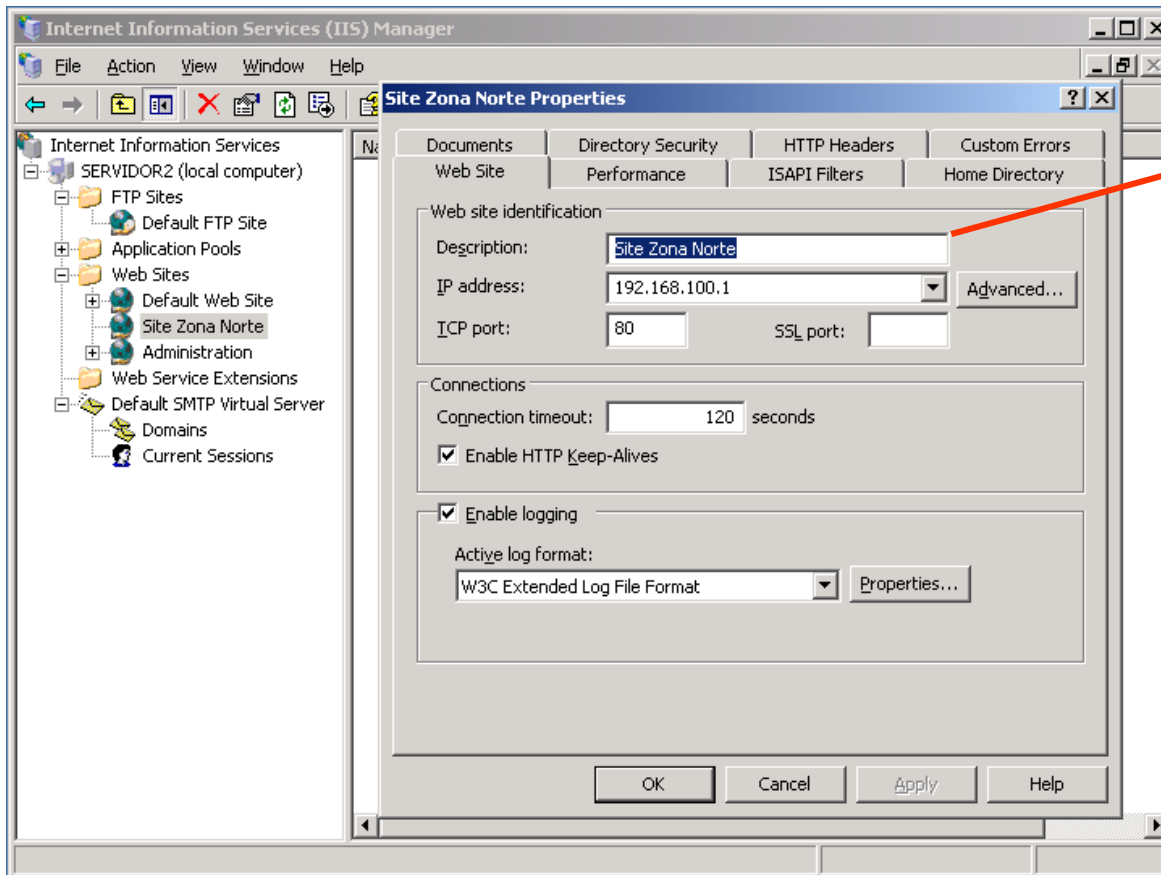 Internet Information Services (IIS) Manager
File Action View Window Help
Internet Information Services
SERVIDOR2 (local computer)
FTP Sites
Default FTP Site
Application Pools
Web Sites
Default Web Site
Site Zona Norte
Administration
Web Service Extensions
Default SMTP Virtual Server
Domains
Current Sessions
Site Zona Norte Properties
Documents Directory Security HTTP Headers Custom Errors
Web Site Performance ISAPI Filters Home Directory
Web site identification
Description: Site Zona Norte
IP address: 192.168.100.1 Advanced...
TCP port: 80 SSL port:
Connections
Connection timeout: 120 seconds
Enable HTTP Keep-Alives
Enable logging
Active log format:
W3C Extended Log File Format Properties...
OK Cancel Apply Help